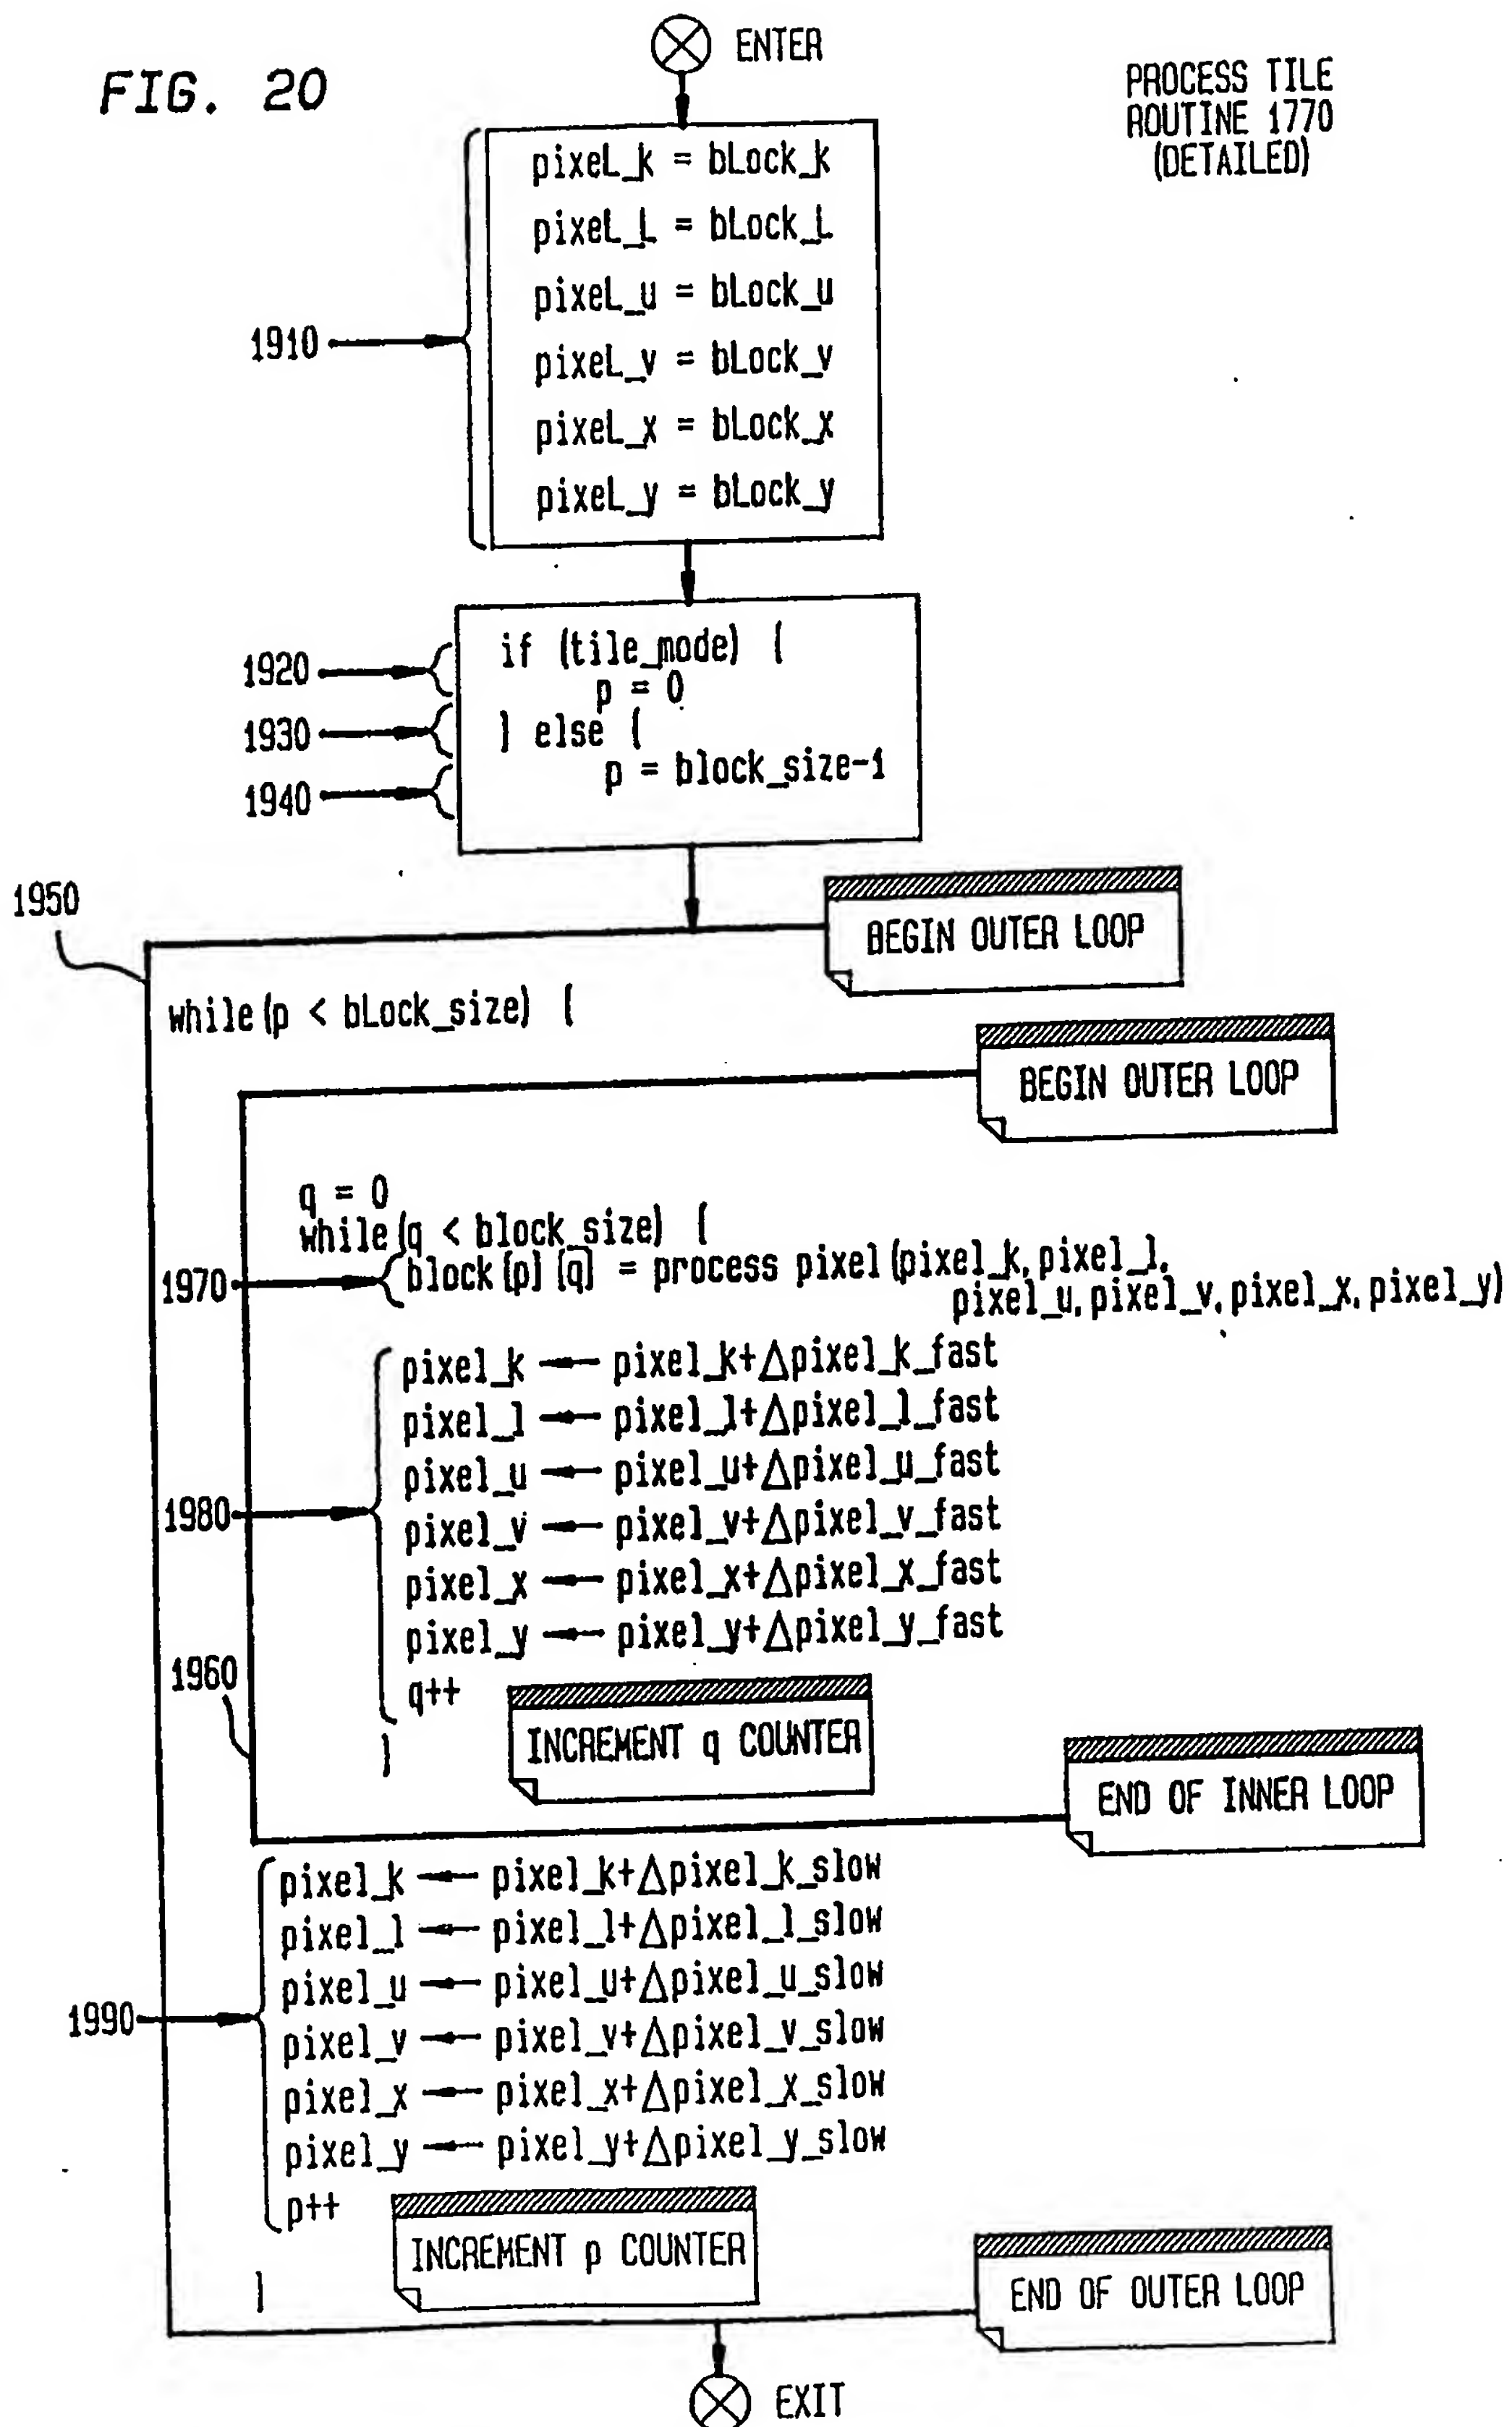 FIG. 20
ENTER
PROCESS TILE
ROUTINE 1770
(DETAILED)
pixeL_k = bLock_k
pixeL_L = bLock_L
pixeL_u = bLock_u
1910
pixeL_v = bLock_v
pixeL_x = bLock_x
pixeL_y = bLock_y
if (tile_mode) {
1920
p = 0
1930
} else {
p = block_size-1
1940
1950
BEGIN OUTER LOOP
while(p < bLock_size) {
BEGIN OUTER LOOP
q = 0
while(q < block_size) {
1970
block[p][q] = process pixel(pixel_k, pixel_l,
pixel_u, pixel_v, pixel_x, pixel_y)
pixel_k ← pixel_k+Δpixel_k_fast
pixel_l ← pixel_l+Δpixel_l_fast
pixel_u ← pixel_u+Δpixel_u_fast
1980
pixel_v ← pixel_v+Δpixel_v_fast
pixel_x ← pixel_x+Δpixel_x_fast
pixel_y ← pixel_y+Δpixel_y_fast
1960
q++
INCREMENT q COUNTER
}
END OF INNER LOOP
pixel_k ← pixel_k+Δpixel_k_slow
pixel_l ← pixel_l+Δpixel_l_slow
pixel_u ← pixel_u+Δpixel_u_slow
1990
pixel_v ← pixel_v+Δpixel_v_slow
pixel_x ← pixel_x+Δpixel_x_slow
pixel_y ← pixel_y+Δpixel_y_slow
p++
INCREMENT p COUNTER
}
END OF OUTER LOOP
EXIT